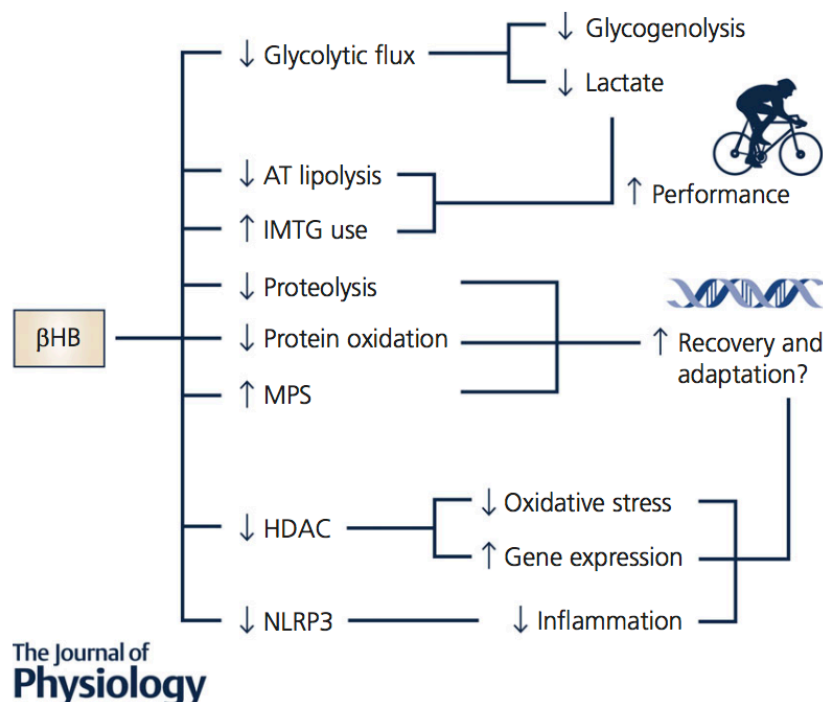 ↓ Glycolytic flux
↓ Glycogenolysis
↓ Lactate
↓ AT lipolysis
↑ IMTG use
↑ Performance
↓ Proteolysis
↓ Protein oxidation
↑ MPS
βHB
↑ Recovery and
adaptation?
↓ HDAC
↓ Oxidative stress
↑ Gene expression
↓ NLRP3
↓ Inflammation
The Journal of
Physiology